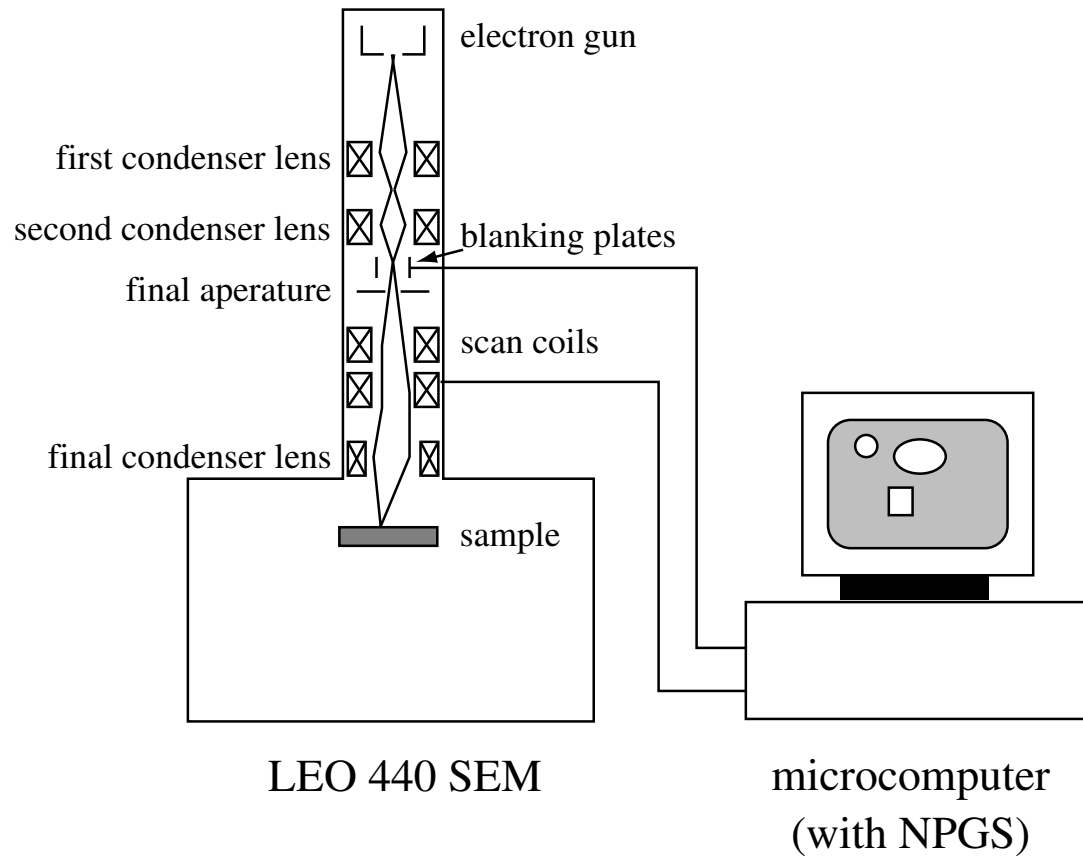 electron gun
first condenser lens
second condenser lens
blanking plates
final aperature
scan coils
final condenser lens
sample
LEO 440 SEM
microcomputer
(with NPGS)